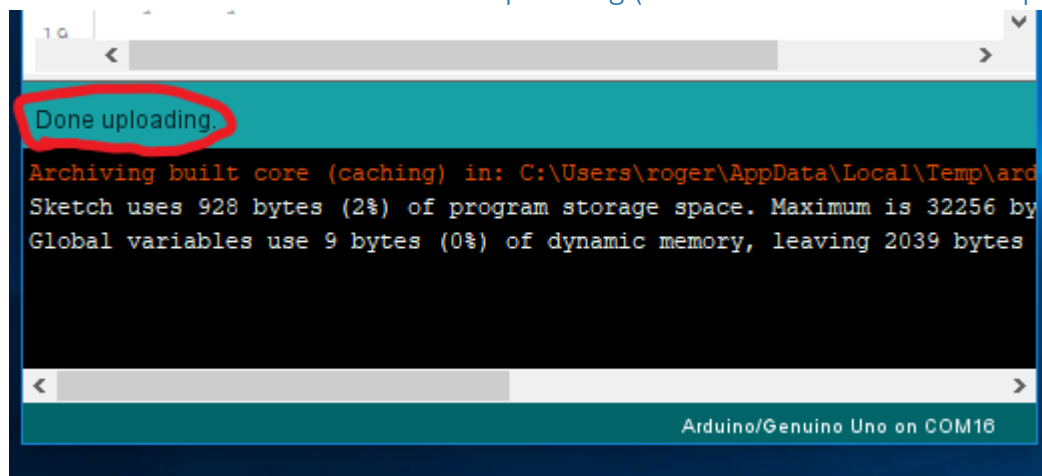 19
Done uploading.
Archiving built core (caching) in: C:\Users\roger\AppData\Local\Temp\ard
Sketch uses 928 bytes (2%) of program storage space. Maximum is 32256 by
Global variables use 9 bytes (0%) of dynamic memory, leaving 2039 bytes
Arduino/Genuino Uno on COM16